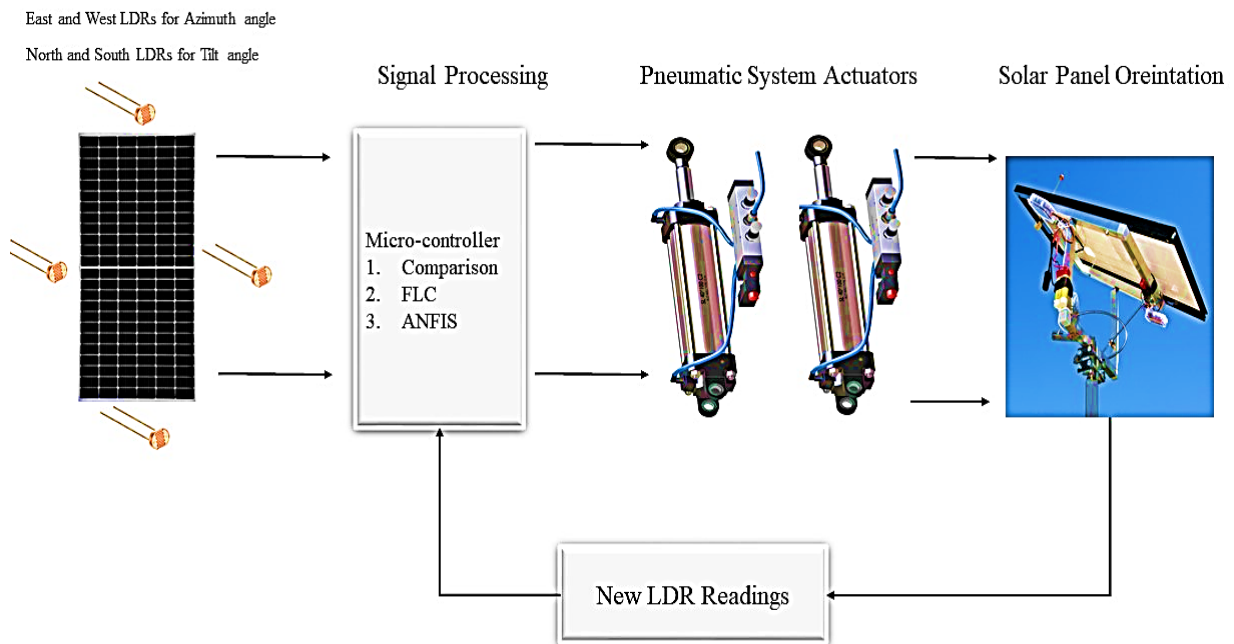 East and West LDRs for Azimuth angle
North and South LDRs for Tilt angle
Signal Processing
Pneumatic System Actuators
Solar Panel Oreintation
Micro-controller
1. Comparison
2. FLC
3. ANFIS
New LDR Readings